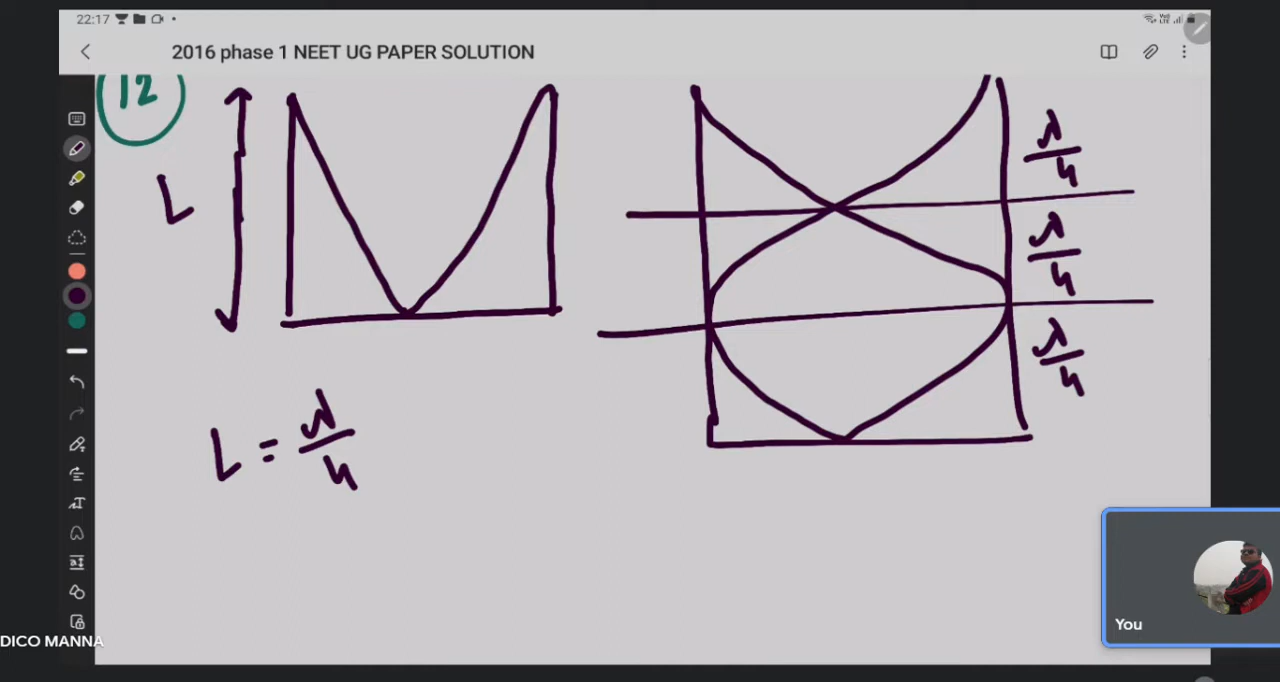 22:17
2016 phase 1 NEET UG PAPER SOLUTION
12
L
λ/4
λ/4
λ/4
L = λ/4
You
DICO MANNA